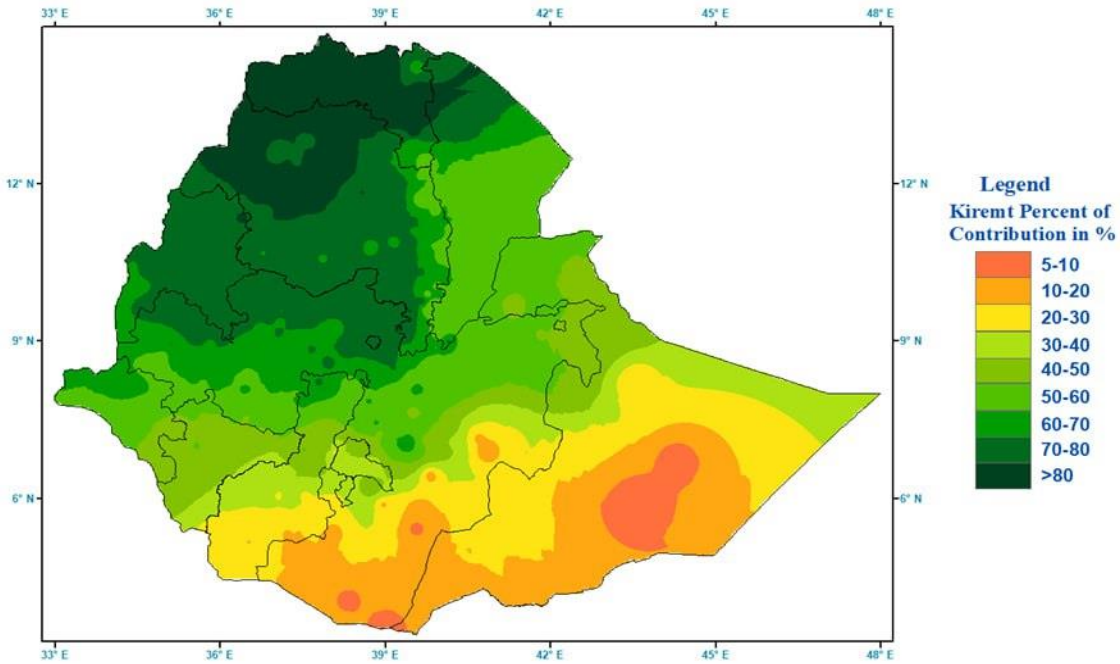 33° E 36° E 39° E 42° E 45° E 48° E
12° N 12° N
Legend
Kiremt Percent of
Contribution in %
5-10
10-20
20-30
30-40
40-50
50-60
60-70
70-80
>80
9° N 9° N
6° N 6° N
33° E 36° E 39° E 42° E 45° E 48° E